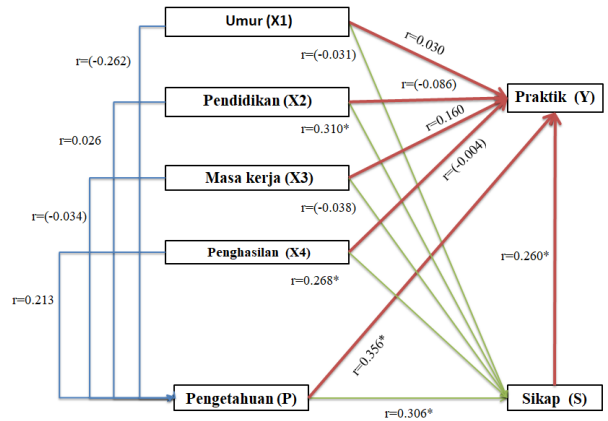 Umur (X1)
r=0.030
r=(-0.031)
r=(-0.262)
r=(-0.086)
Pendidikan (X2)
Praktik (Y)
r=0.310*
r=0.160
r=0.026
r=(-0.004)
Masa kerja (X3)
r=(-0.038)
r=(-0.034)
Penghasilan (X4)
r=0.260*
r=0.268*
r=0.213
r=0.356*
Pengetahuan (P)
r=0.306*
Sikap (S)